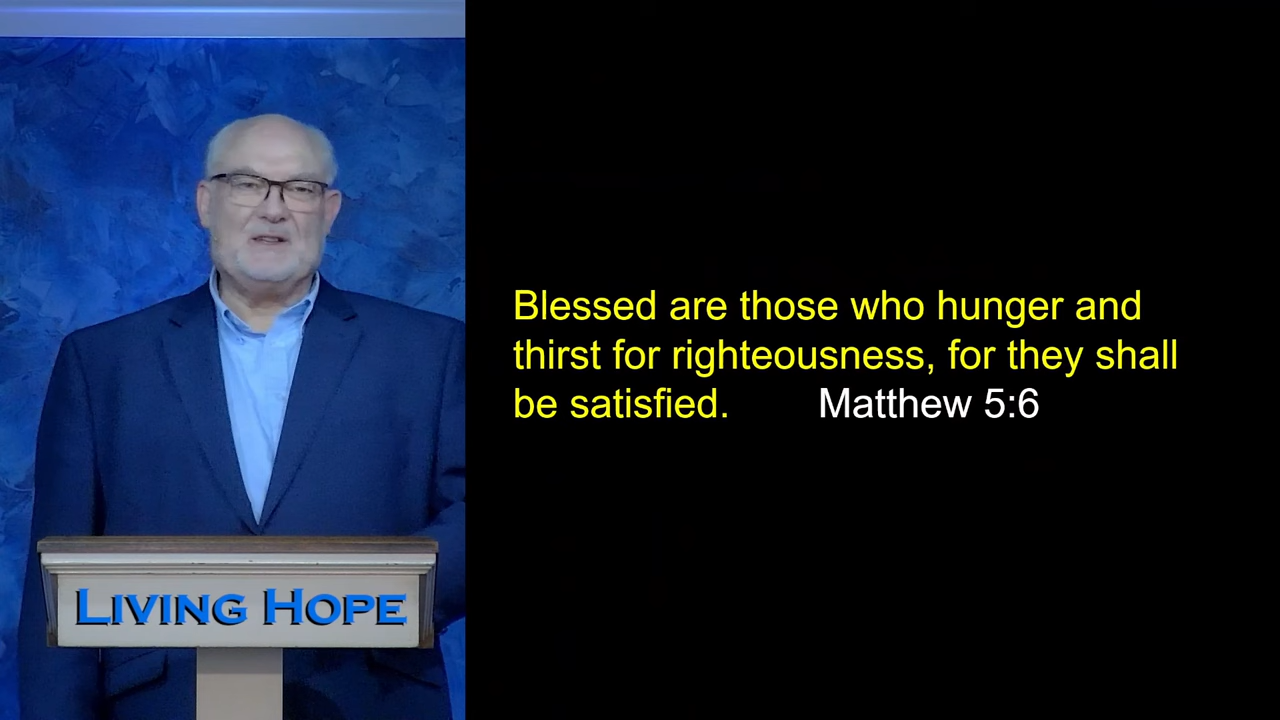 Blessed are those who hunger and
thirst for righteousness, for they shall
be satisfied. Matthew 5:6
Living Hope